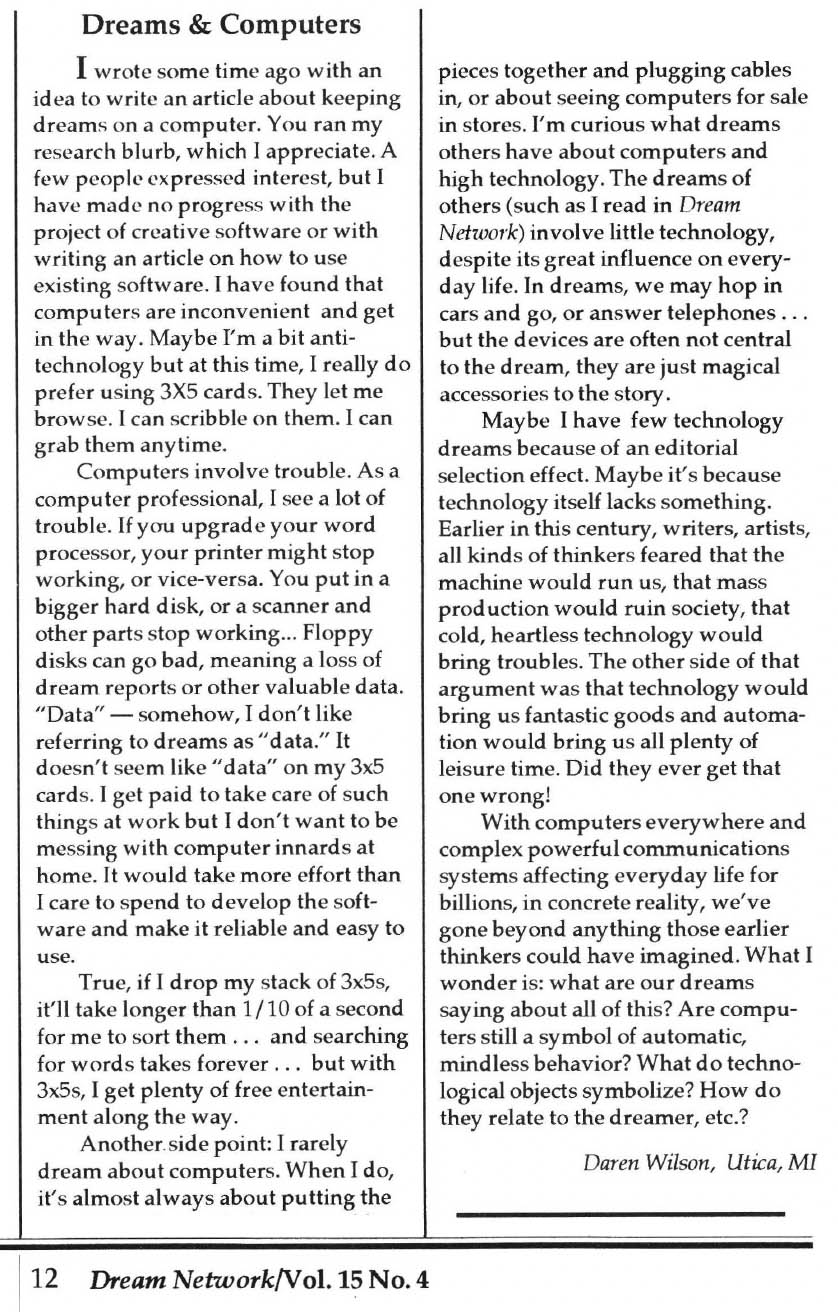 Dreams & Computers
I wrote some time ago with an
idea to write an article about keeping
dreams on a computer. You ran my
research blurb, which I appreciate. A
few people expressed interest, but I
have made no progress with the
project of creative software or with
writing an article on how to use
existing software. I have found that
computers are inconvenient and get
in the way. Maybe I'm a bit anti-
technology but at this time, I really do
prefer using 3X5 cards. They let me
browse. I can scribble on them. I can
grab them anytime.
Computers involve trouble. As a
computer professional, I see a lot of
trouble. If you upgrade your word
processor, your printer might stop
working, or vice-versa. You put in a
bigger hard disk, or a scanner and
other parts stop working... Floppy
disks can go bad, meaning a loss of
dream reports or other valuable data.
"Data" — somehow, I don't like
referring to dreams as "data." It
doesn't seem like "data" on my 3x5
cards. I get paid to take care of such
things at work but I don't want to be
messing with computer innards at
home. It would take more effort than
I care to spend to develop the soft-
ware and make it reliable and easy to
use.
True, if I drop my stack of 3x5s,
it'll take longer than 1/10 of a second
for me to sort them . . . and searching
for words takes forever . . . but with
3x5s, I get plenty of free entertain-
ment along the way.
Another side point: I rarely
dream about computers. When I do,
it's almost always about putting the
pieces together and plugging cables
in, or about seeing computers for sale
in stores. I'm curious what dreams
others have about computers and
high technology. The dreams of
others (such as I read in Dream
Network) involve little technology,
despite its great influence on every-
day life. In dreams, we may hop in
cars and go, or answer telephones . . .
but the devices are often not central
to the dream, they are just magical
accessories to the story.
Maybe I have few technology
dreams because of an editorial
selection effect. Maybe it's because
technology itself lacks something.
Earlier in this century, writers, artists,
all kinds of thinkers feared that the
machine would run us, that mass
production would ruin society, that
cold, heartless technology would
bring troubles. The other side of that
argument was that technology would
bring us fantastic goods and automa-
tion would bring us all plenty of
leisure time. Did they ever get that
one wrong!
With computers everywhere and
complex powerful communications
systems affecting everyday life for
billions, in concrete reality, we've
gone beyond anything those earlier
thinkers could have imagined. What I
wonder is: what are our dreams
saying about all of this? Are compu-
ters still a symbol of automatic,
mindless behavior? What do techno-
logical objects symbolize? How do
they relate to the dreamer, etc.?
Daren Wilson, Utica, MI
12 Dream Network/Vol. 15 No. 4